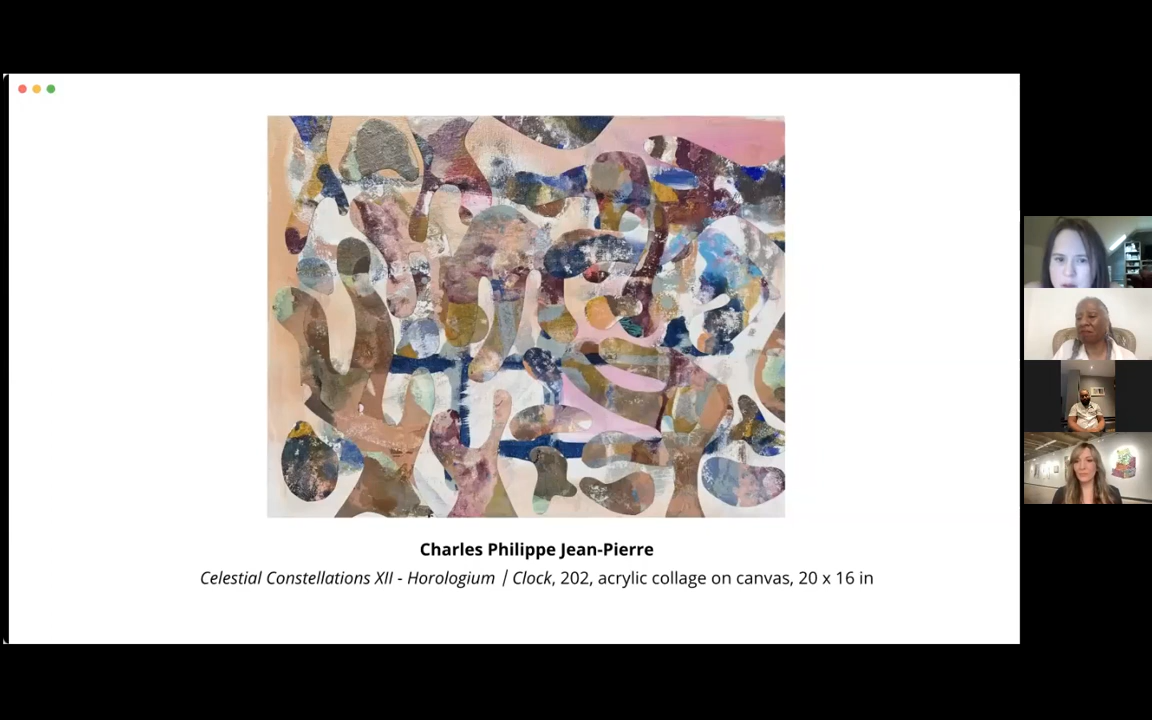 Charles Philippe Jean-Pierre
Celestial Constellations XII - Horologium | Clock, 202, acrylic collage on canvas, 20 x 16 in